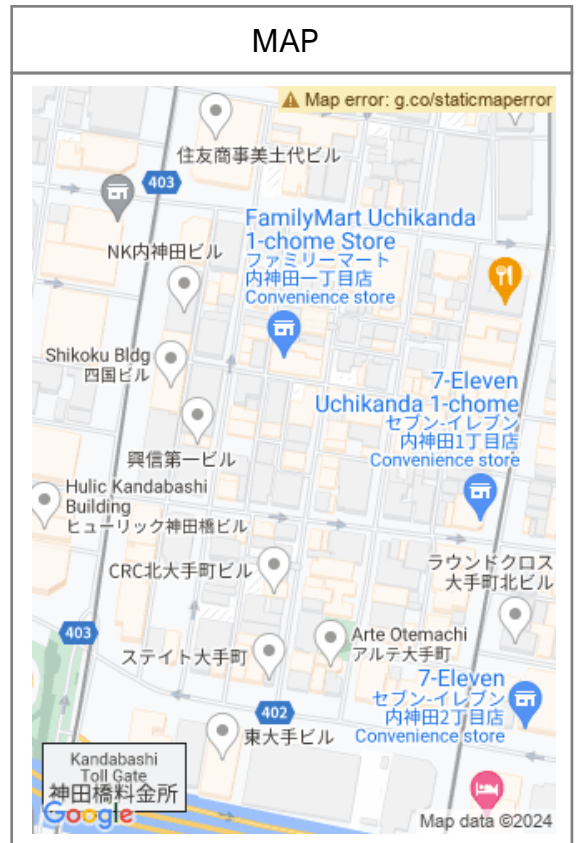 MAP
Map error: g.co/staticmaperror
住友商事美土代ビル
403
FamilyMart Uchikanda
1-chome Store
ファミリーマート
内神田一丁目店
Convenience store
NK内神田ビル
Shikoku Bldg
四国ビル
7-Eleven
Uchikanda 1-chome
セブン-イレブン
内神田1丁目店
Convenience store
興信第一ビル
Hulic Kandabashi
Building
ヒューリック神田橋ビル
CRC北大手町ビル
ラウンドクロス
大手町北ビル
403
Arte Otemachi
アルテ大手町
ステイト大手町
7-Eleven
セブン-イレブン
内神田2丁目店
Convenience store
402
東大手ビル
Kandabashi
Toll Gate
神田橋料金所
Google
Map data ©2024